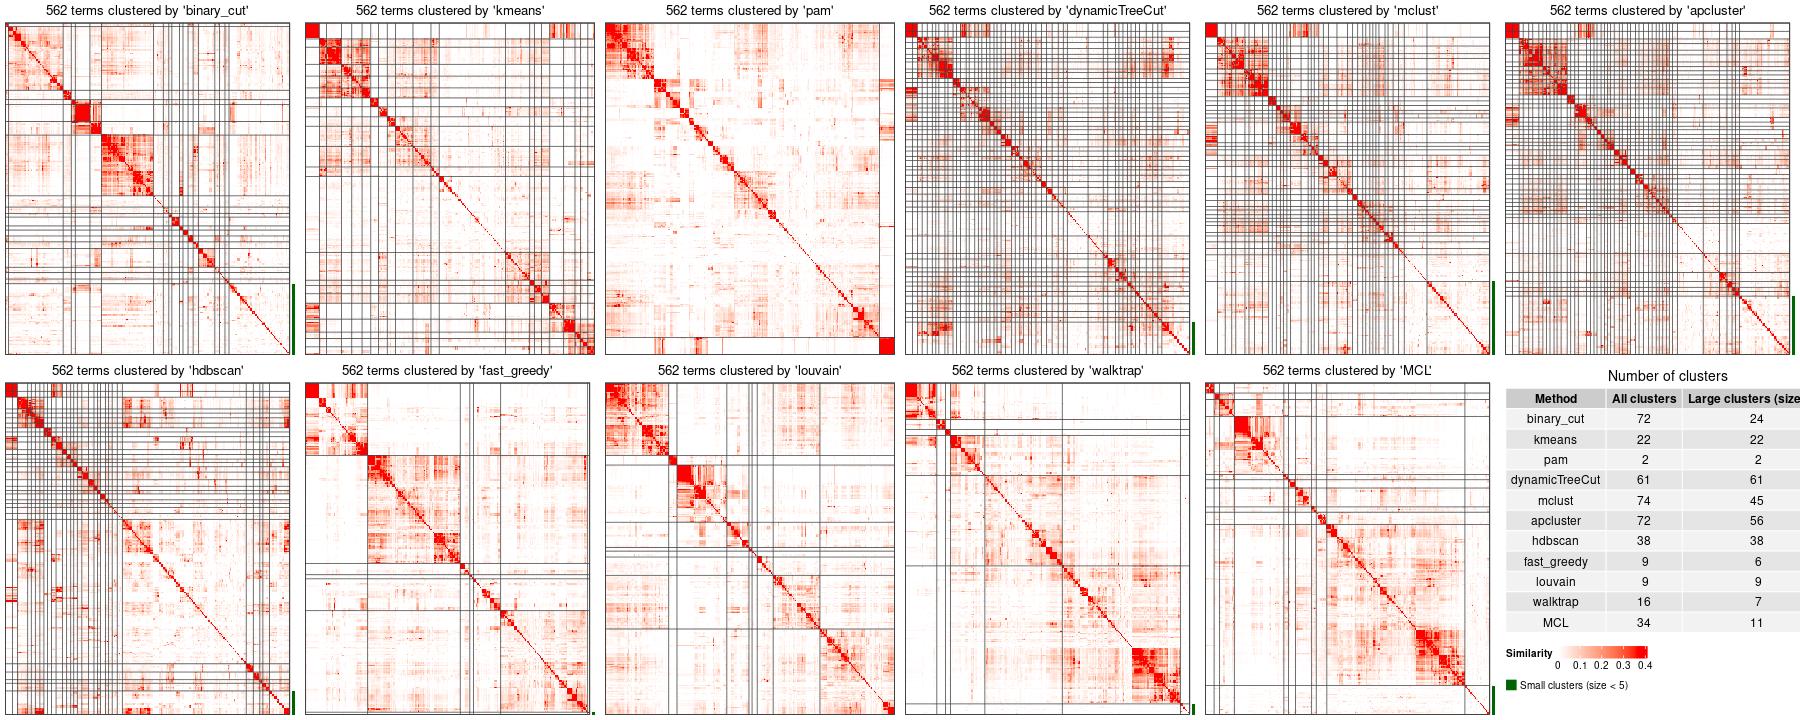 562 terms clustered by 'binary_cut'
562 terms clustered by 'kmeans'
562 terms clustered by 'pam'
562 terms clustered by 'dynamicTreeCut'
562 terms clustered by 'mclust'
562 terms clustered by 'apcluster'
562 terms clustered by 'hdbscan'
562 terms clustered by 'fast_greedy'
562 terms clustered by 'louvain'
562 terms clustered by 'walktrap'
562 terms clustered by 'MCL'
Number of clusters
Method All clusters Large clusters (size
binary_cut 72 24
kmeans 22 22
pam 2 2
dynamicTreeCut 61 61
mclust 74 45
apcluster 72 56
hdbscan 38 38
fast_greedy 9 6
louvain 9 9
walktrap 16 7
MCL 34 11
Similarity
0 0.1 0.2 0.3 0.4
Small clusters (size < 5)